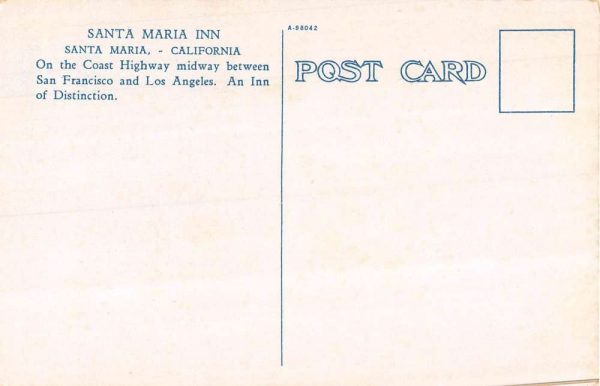 SANTA MARIA INN
SANTA MARIA, - CALIFORNIA
On the Coast Highway midway between
San Francisco and Los Angeles. An Inn
of Distinction.
A-98042
POST CARD